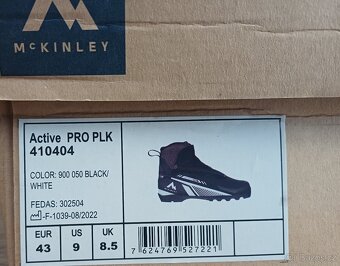 McKINLEY
Active PRO PLK
410404
COLOR: 900 050 BLACK/
WHITE
FEDAS: 302504
-F-1039-08/2022
EUR US UK
43 9 8.5
7 624769 527221